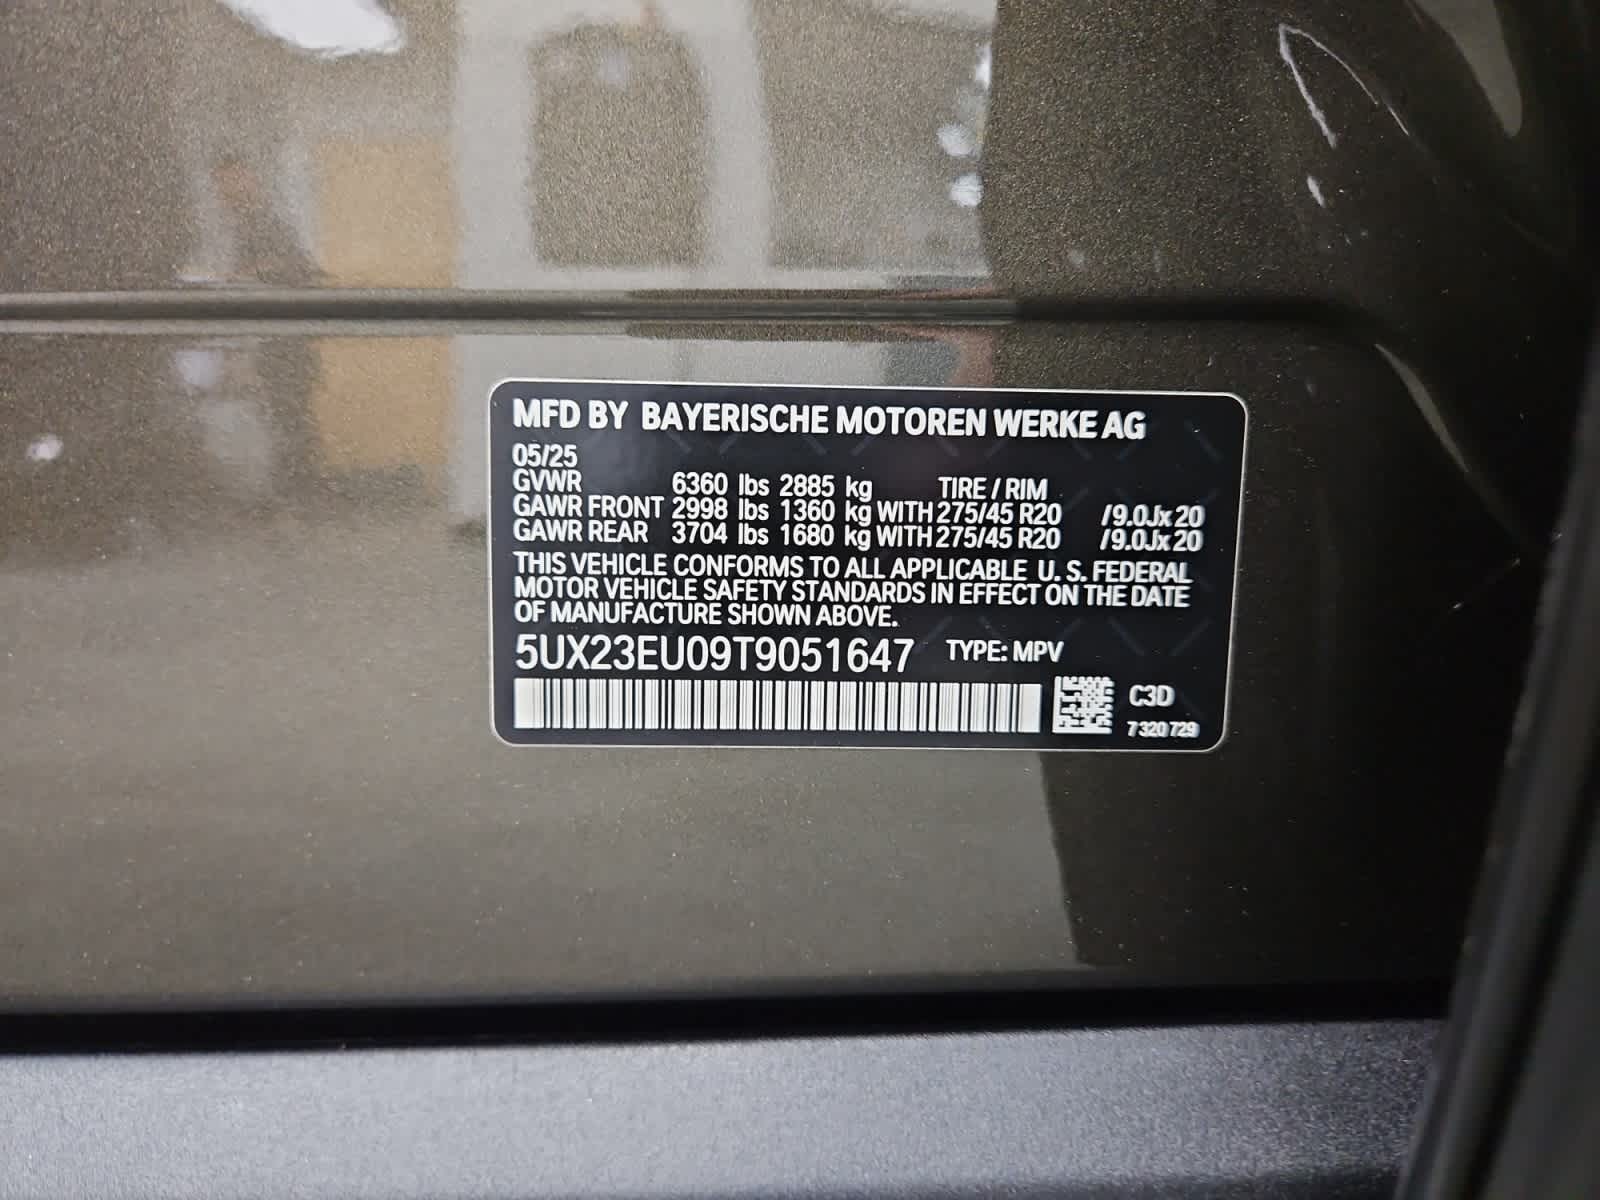 MFD BY BAYERISCHE MOTOREN WERKE AG
05/25
GVWR 6360 lbs 2885 kg TIRE / RIM
GAWR FRONT 2998 lbs 1360 kg WITH 275/45 R20 /9.0Jx20
GAWR REAR 3704 lbs 1680 kg WITH 275/45 R20 /9.0Jx20
THIS VEHICLE CONFORMS TO ALL APPLICABLE U. S. FEDERAL
MOTOR VEHICLE SAFETY STANDARDS IN EFFECT ON THE DATE
OF MANUFACTURE SHOWN ABOVE.
5UX23EU09T9051647 TYPE: MPV
C3D
7 320 729